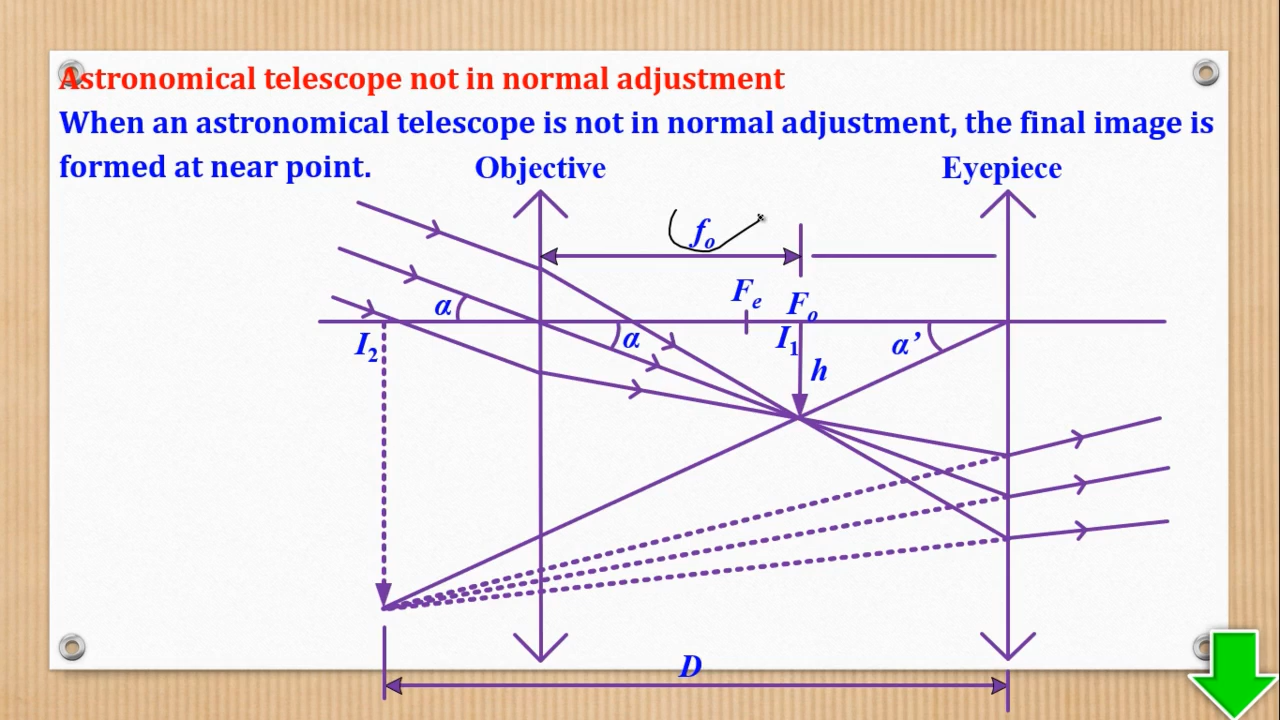 Astronomical telescope not in normal adjustment
When an astronomical telescope is not in normal adjustment, the final image is
formed at near point.
Objective
Eyepiece
fo
Fe
Fo
α
α
I2
I1
α’
h
D